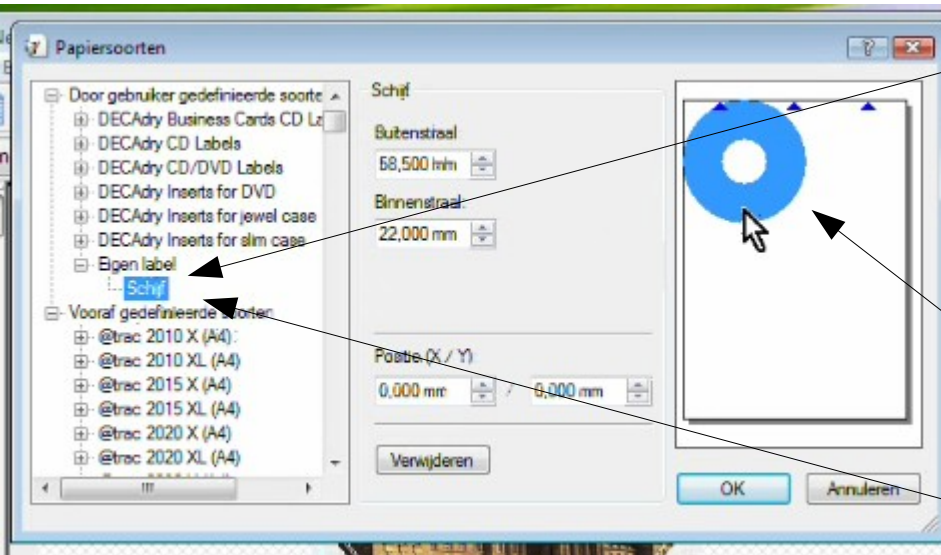 Papiersoorten
Door gebruiker gedefinieerde soorte
DECAdry Business Cards CD La
DECAdry CD Labels
DECAdry CD/DVD Labels
DECAdry Inserts for DVD
DECAdry Inserts for jewel case
DECAdry Inserts for slim case
Eigen label
Schijf
Vooraf gedefinieerde soorten
@trac 2010 X (A4)
@trac 2010 XL (A4)
@trac 2015 X (A4)
@trac 2015 XL (A4)
@trac 2020 X (A4)
@trac 2020 XL (A4)
Schijf
Buitenstraal
58,500 mm
Binnenstraal:
22,000 mm
Positie (X / Y)
0,000 mm / 0,000 mm
Verwijderen
OK
Annuleren